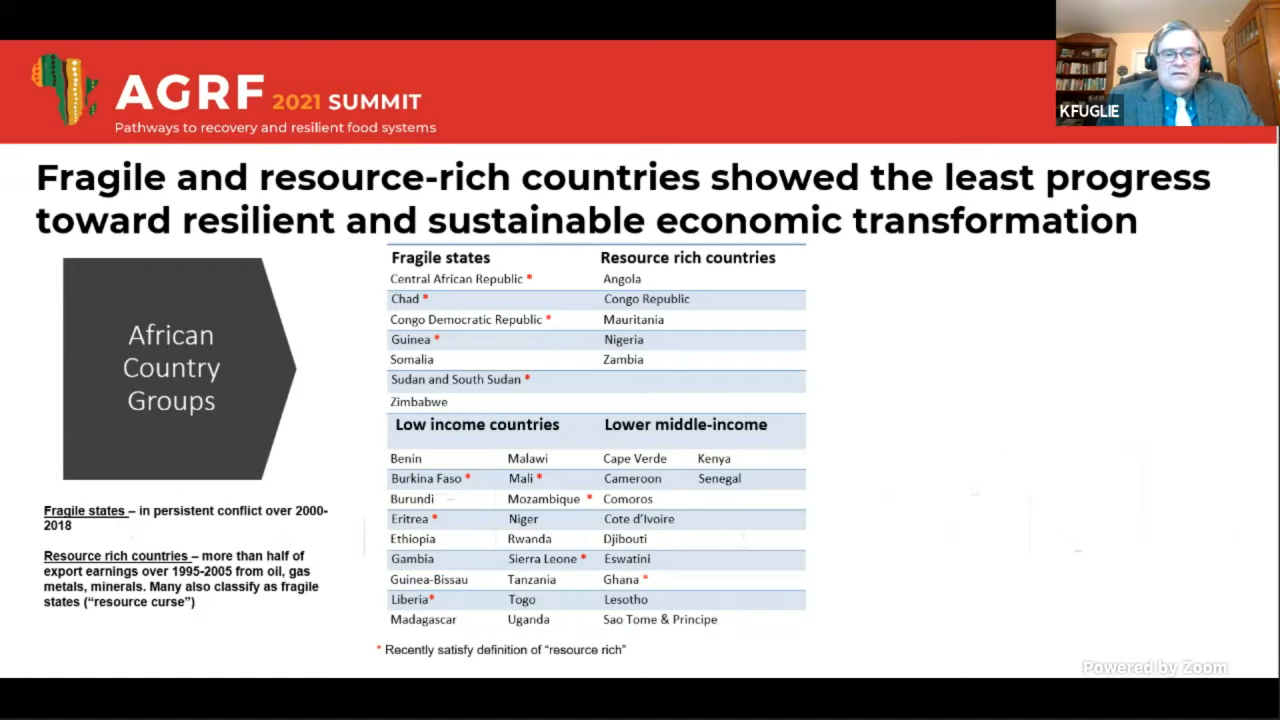 AGRF 2021 SUMMIT
Pathways to recovery and resilient food systems
KFUGLIE
Fragile and resource-rich countries showed the least progress
toward resilient and sustainable economic transformation
African
Country
Groups
Fragile states – in persistent conflict over 2000-
2018
Resource rich countries – more than half of
export earnings over 1995-2005 from oil, gas
metals, minerals. Many also classify as fragile
states (“resource curse”)
Fragile states Resource rich countries
Central African Republic * Angola
Chad * Congo Republic
Congo Democratic Republic * Mauritania
Guinea * Nigeria
Somalia Zambia
Sudan and South Sudan *
Zimbabwe
Low income countries Lower middle-income
Benin Malawi Cape Verde Kenya
Burkina Faso * Mali * Cameroon Senegal
Burundi Mozambique * Comoros
Eritrea * Niger Cote d’Ivoire
Ethiopia Rwanda Djibouti
Gambia Sierra Leone * Eswatini
Guinea-Bissau Tanzania Ghana *
Liberia* Togo Lesotho
Madagascar Uganda Sao Tome & Principe
* Recently satisfy definition of “resource rich”
Powered by Zoom